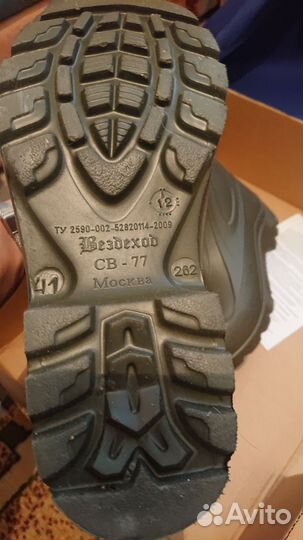 12
ТУ 2590-002-52820114-2009
Вездеход
СВ - 77
41
262
Москва
Avito